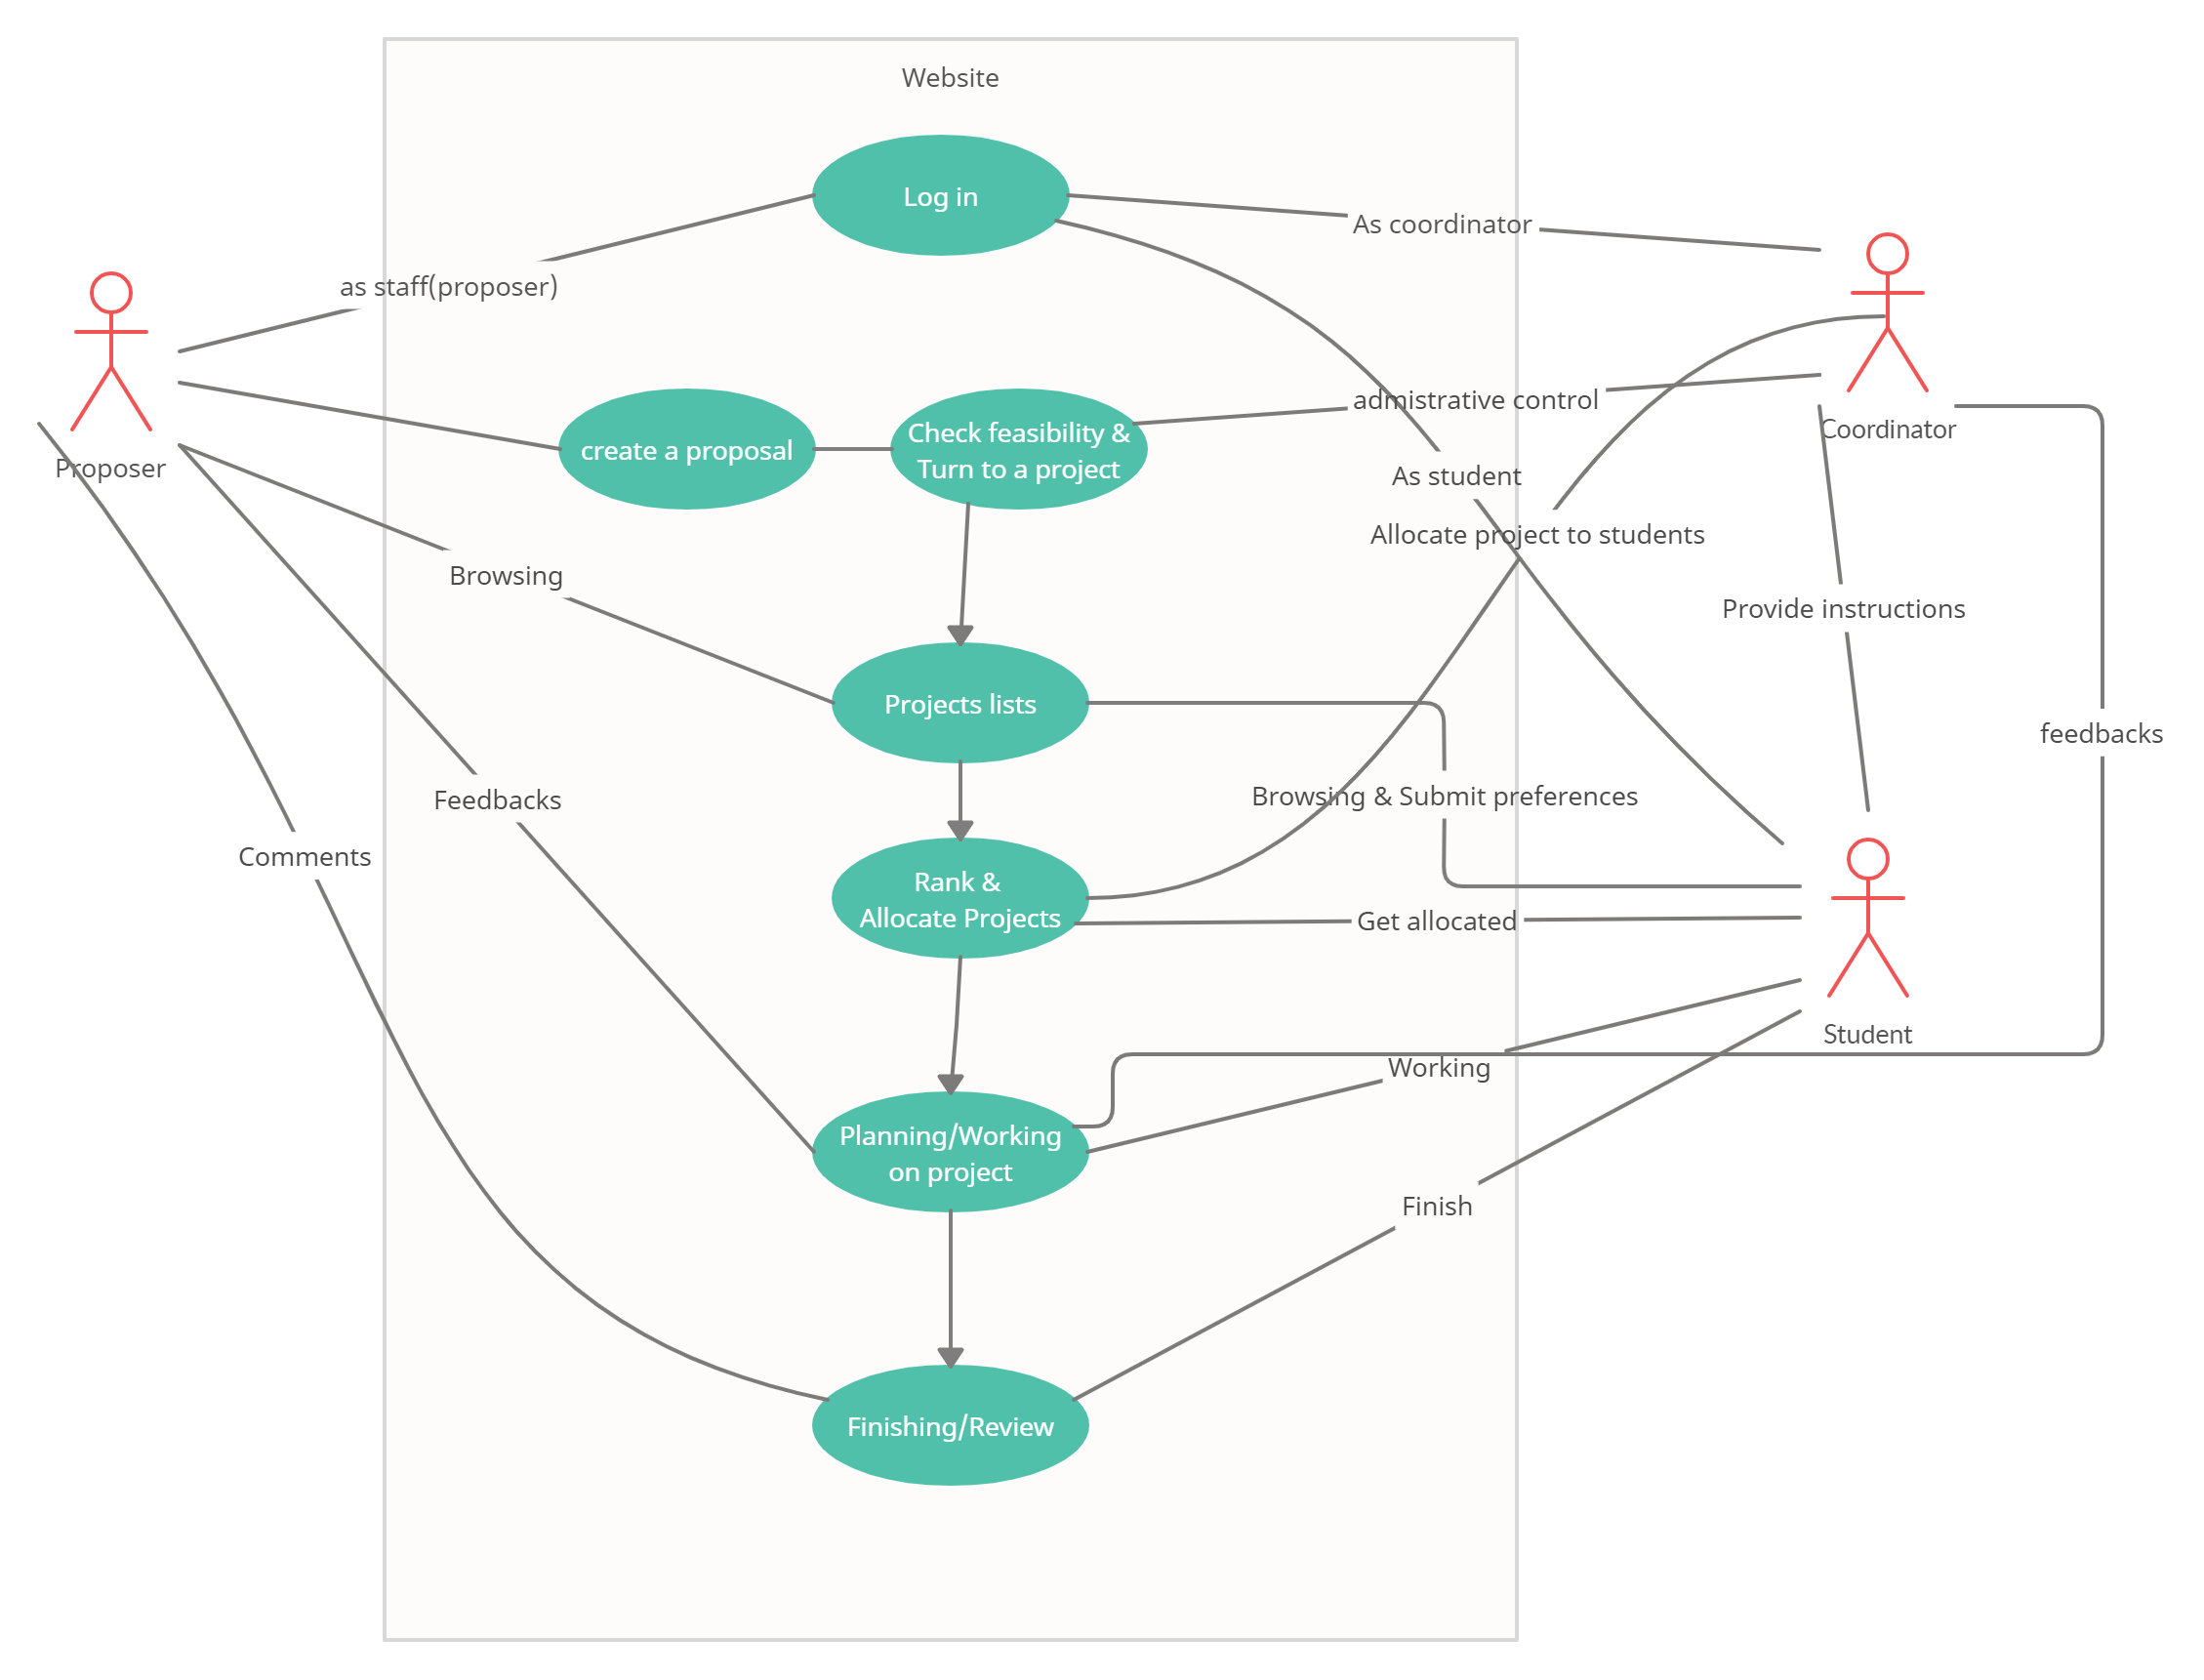 Website
Log in
As coordinator
as staff(proposer)
admistrative control
Coordinator
create a proposal
Check feasibility &
Turn to a project
Proposer
As student
Allocate project to students
Browsing
Provide instructions
Projects lists
feedbacks
Feedbacks
Browsing & Submit preferences
Comments
Rank &
Allocate Projects
Get allocated
Student
Working
Planning/Working
on project
Finish
Finishing/Review